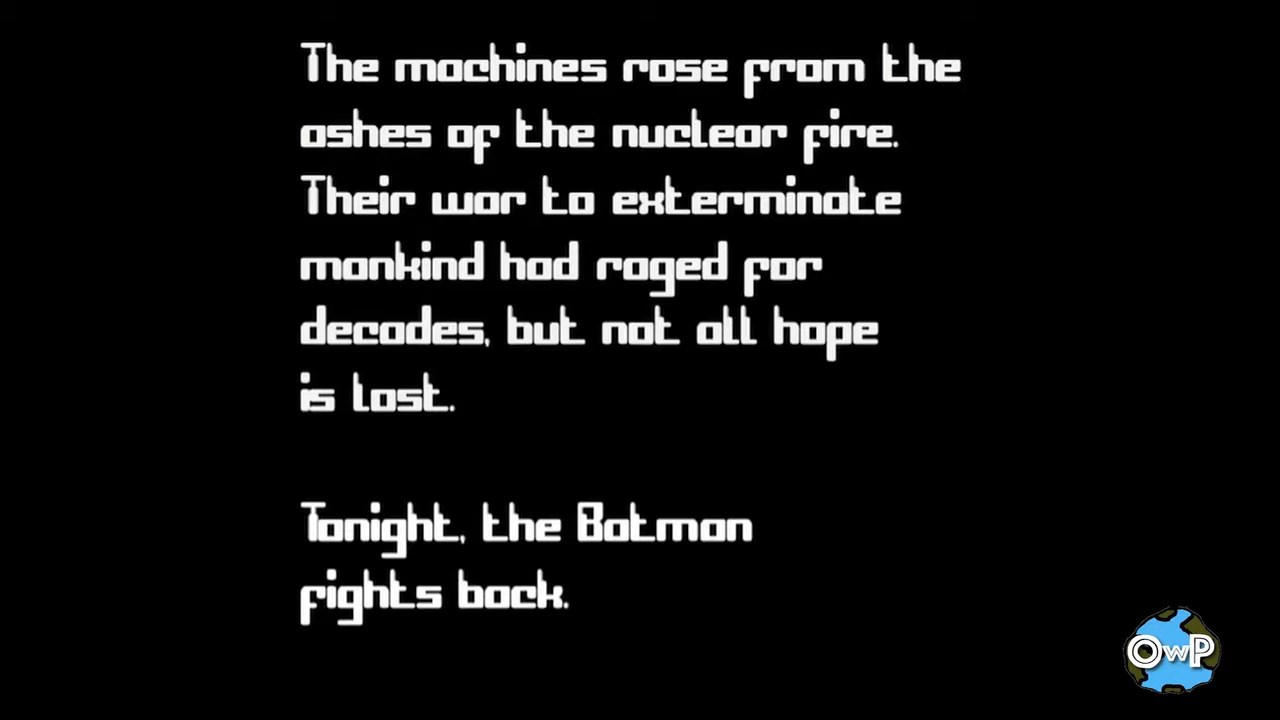 The machines rose from the
ashes of the nuclear fire.
Their war to exterminate
mankind had raged for
decades, but not all hope
is lost.
Tonight, the Batman
fights back.
OwP